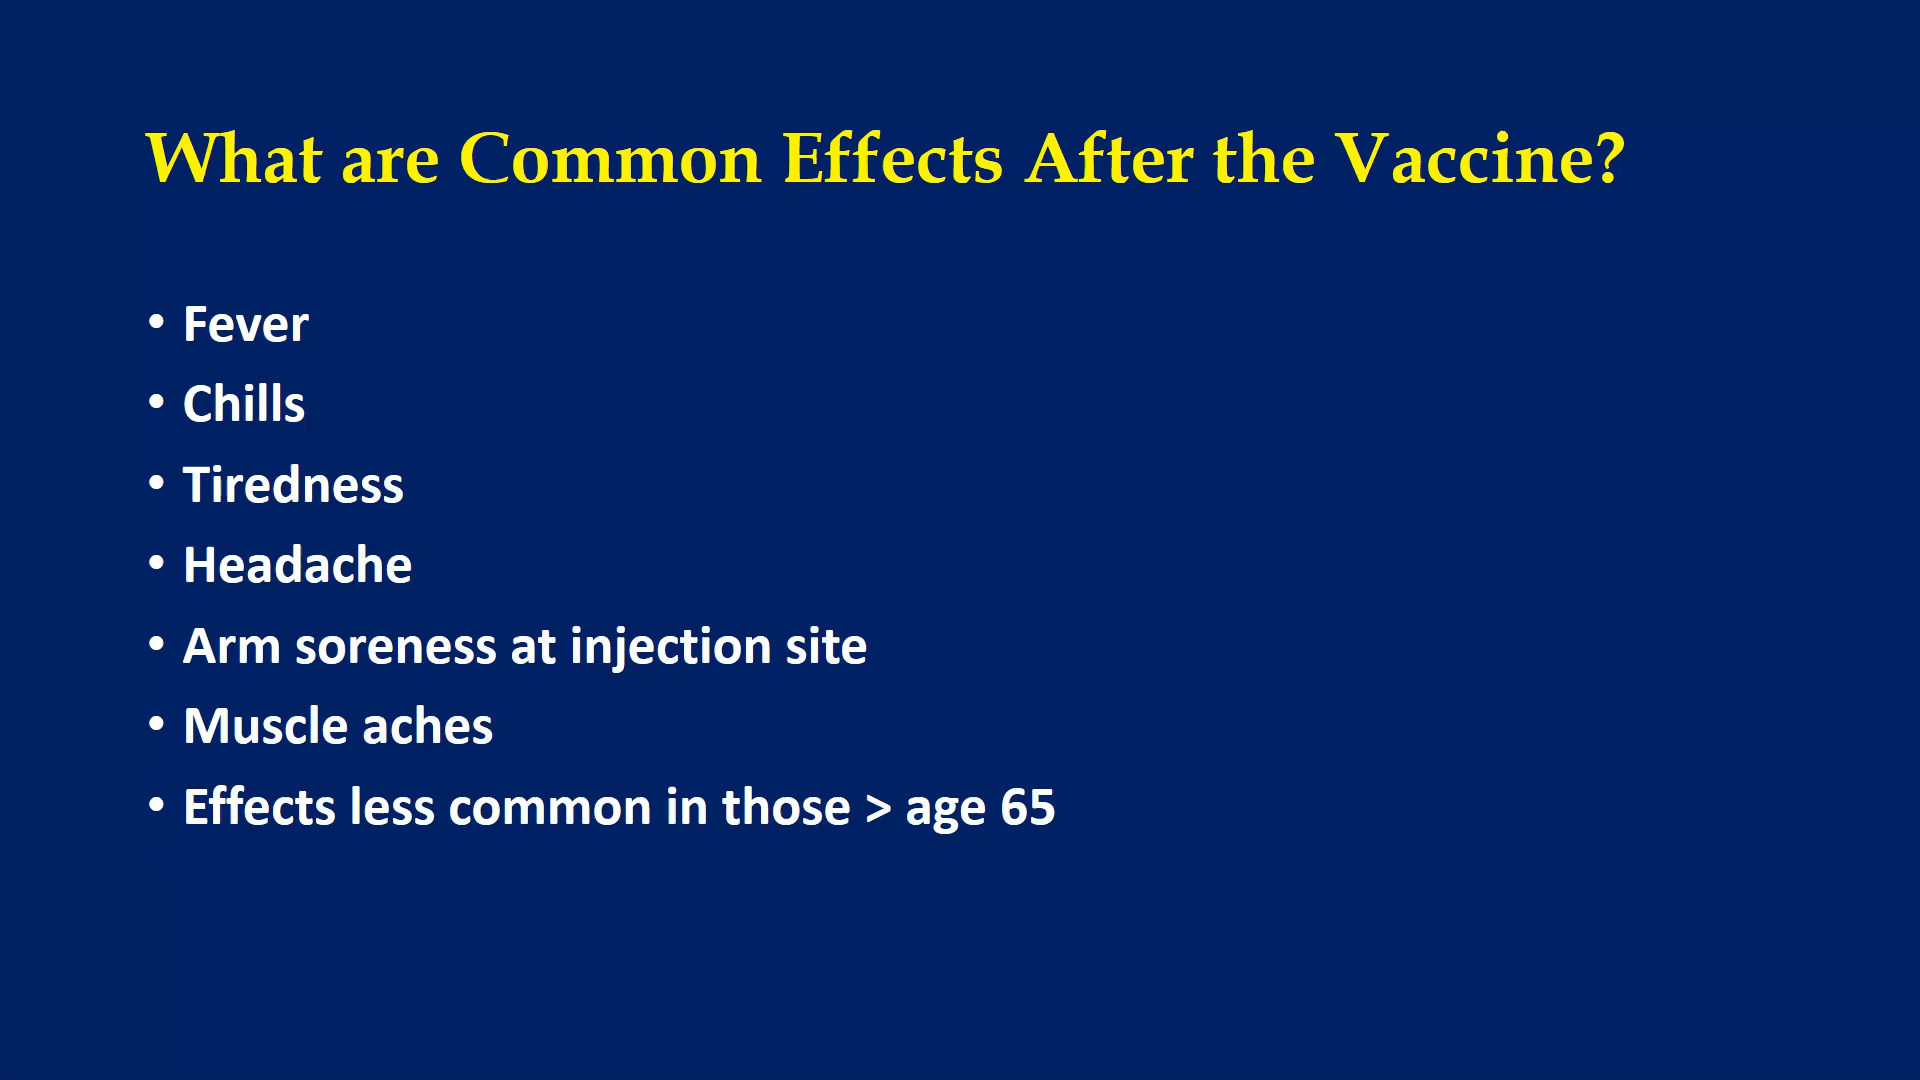 What are Common Effects After the Vaccine?
• Fever
• Chills
• Tiredness
• Headache
• Arm soreness at injection site
• Muscle aches
• Effects less common in those > age 65